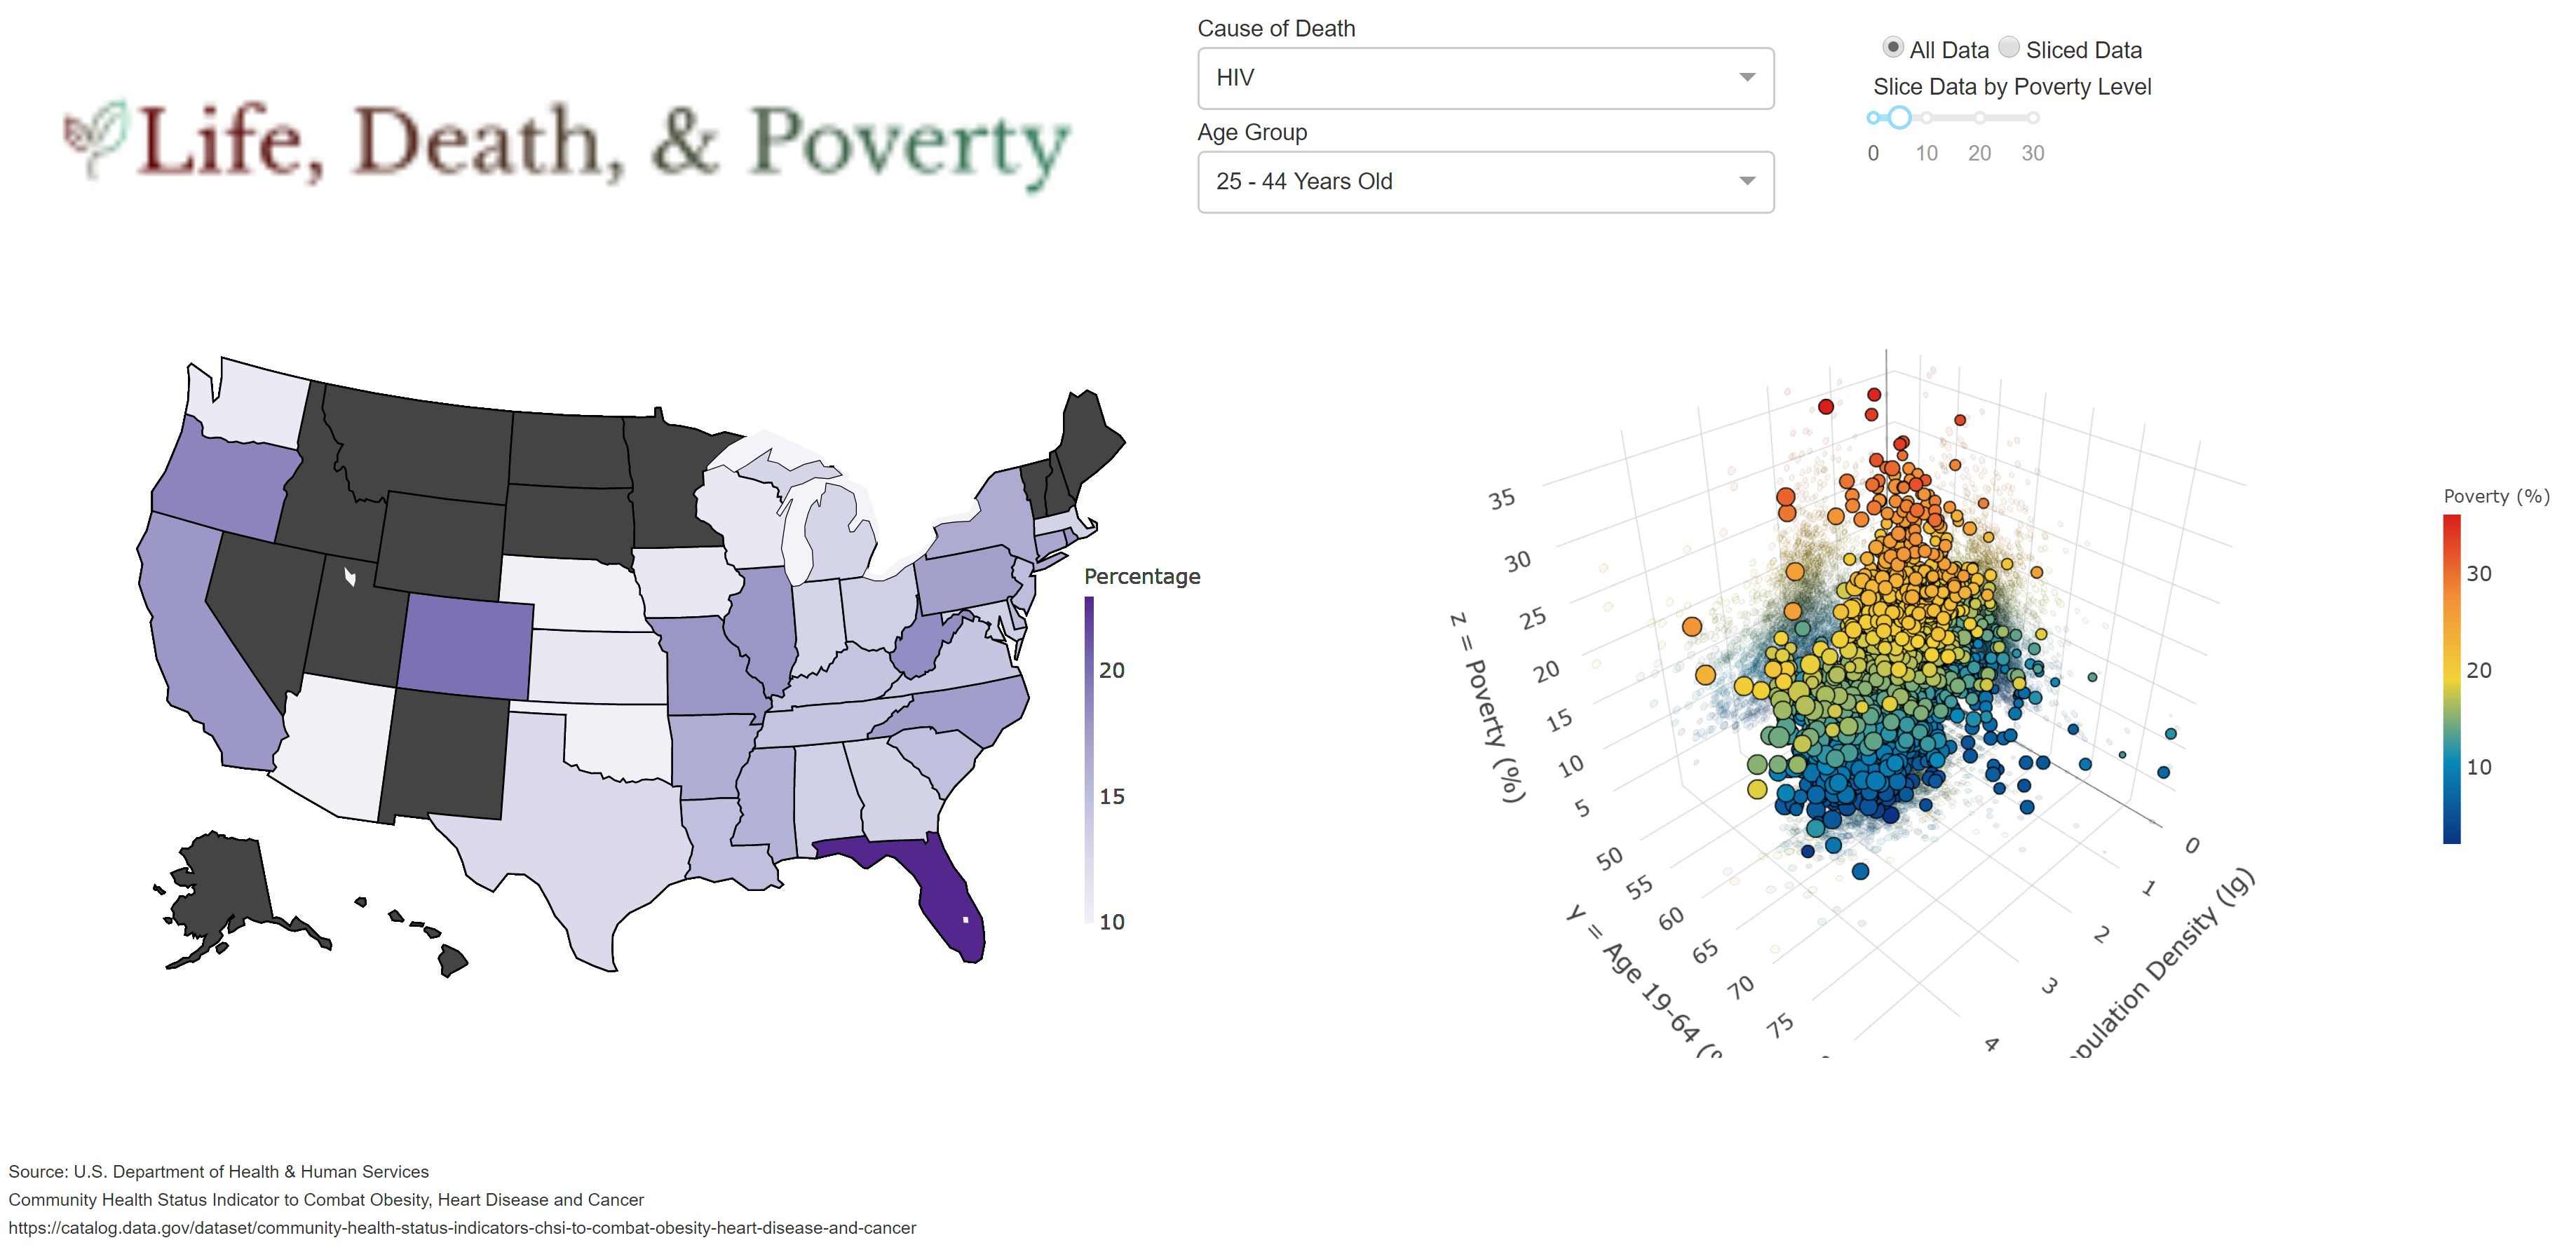 Life, Death, & Poverty
Cause of Death
HIV
Age Group
25 - 44 Years Old
All Data Sliced Data
Slice Data by Poverty Level
0 10 20 30
Percentage
20
15
10
z = Poverty (%)
35
30
25
20
15
10
5
50
55
60
65
70
75
y = Age 19-64 (
0
1
2
3
4
opulation Density (lg)
Poverty (%)
30
20
10
Source: U.S. Department of Health & Human Services
Community Health Status Indicator to Combat Obesity, Heart Disease and Cancer
https://catalog.data.gov/dataset/community-health-status-indicators-chsi-to-combat-obesity-heart-disease-and-cancer